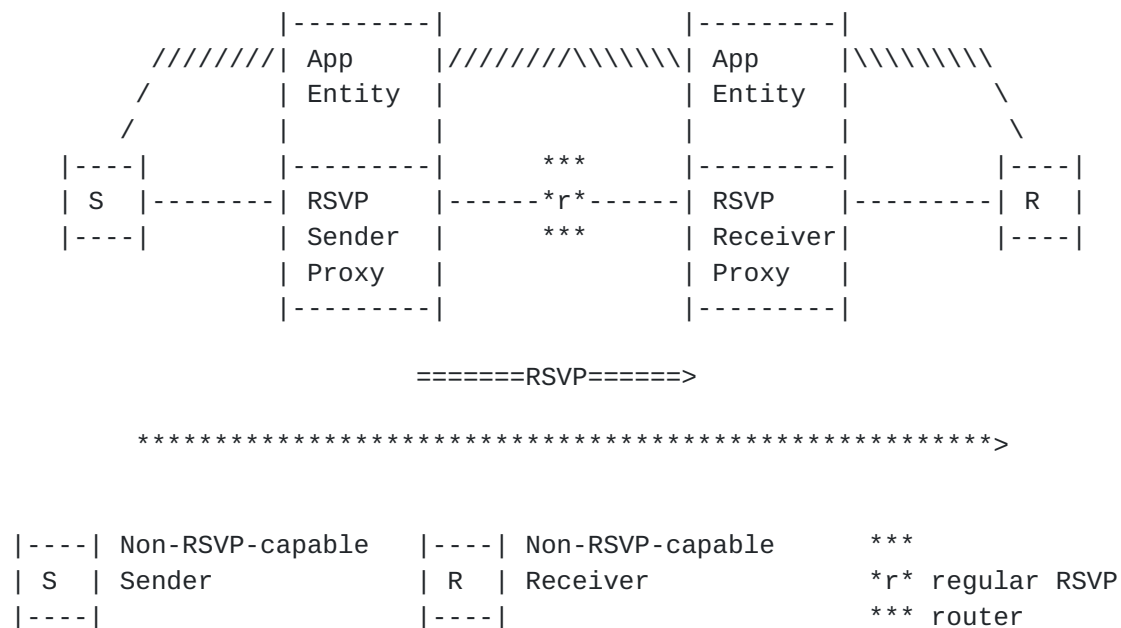 |---------|                |---------|
////////| App     |////////\\\\\\\| App     |\\\\\\\\\
/        | Entity  |                | Entity  |         \
/          |         |                |         |          \
|----|         |---------|      ***       |---------|          |----|
| S  |--------| RSVP    |------*r*------| RSVP    |---------| R  |
|----|         | Sender  |      ***       | Receiver|          |----|
| Proxy   |                | Proxy   |
|---------|                |---------|
=======RSVP======>
*******************************************************>
|----| Non-RSVP-capable   |----| Non-RSVP-capable      ***
| S  | Sender             | R  | Receiver              *r* regular RSVP
|----|                    |----|                       *** router